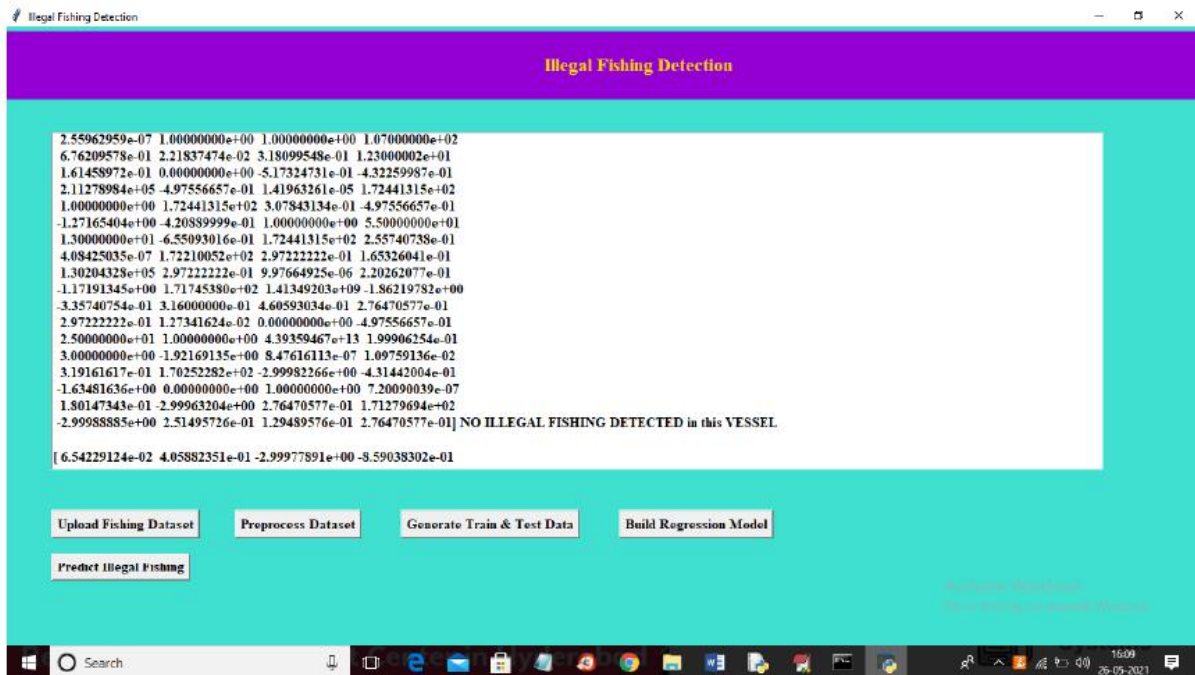 Illegal Fishing Detection
Illegal Fishing Detection
2.55962959e-07 1.00000000e+00 1.00000000e+00 1.07000000e+02
6.76209578e-01 2.21837474e-02 3.18099548e-01 1.23000002e+01
1.61458972e-01 0.00000000e+00 -5.17324731e-01 -4.32259987e-01
2.11278984e+05 -4.97556657e-01 1.41963261e-05 1.72441315e+02
1.00000000e+00 1.72441315e+02 3.07843134e-01 -4.97556657e-01
-1.27165404e+00 -4.20889999e-01 1.00000000e+00 5.50000000e+01
1.30000000e+01 -6.55093016e-01 1.72441315e+02 2.55740738e-01
4.08425035e-07 1.72210052e+02 2.97222222e-01 1.65326041e-01
1.30204328e+05 2.97222222e-01 9.97664925e-06 2.20262077e-01
-1.17191345e+00 1.71745380e+02 1.41349203e+09 -1.86219782e+00
-3.35740754e-01 3.16000000e-01 4.60593034e-01 2.76470577e-01
2.97222222e-01 1.27341624e-02 0.00000000e+00 -4.97556657e-01
2.50000000e+01 1.00000000e+00 4.39359467e+13 1.99906254e-01
3.00000000e+00 -1.92169135e+00 8.47616113e-07 1.09759136e-02
3.19161617e-01 1.70252282e+02 -2.99982266e+00 -4.31442004e-01
-1.63481636e+00 0.00000000e+00 1.00000000e+00 7.20090039e-07
1.80147343e-01 -2.99963204e+00 2.76470577e-01 1.71279694e+02
-2.99988885e+00 2.51495726e-01 1.29489576e-01 2.76470577e-01] NO ILLEGAL FISHING DETECTED in this VESSEL
[ 6.54229124e-02 4.05882351e-01 -2.99977891e+00 -8.59038302e-01
Upload Fishing Dataset
Preprocess Dataset
Generate Train & Test Data
Build Regression Model
Predict Illegal Fishing
Search
16:09
26-05-2021